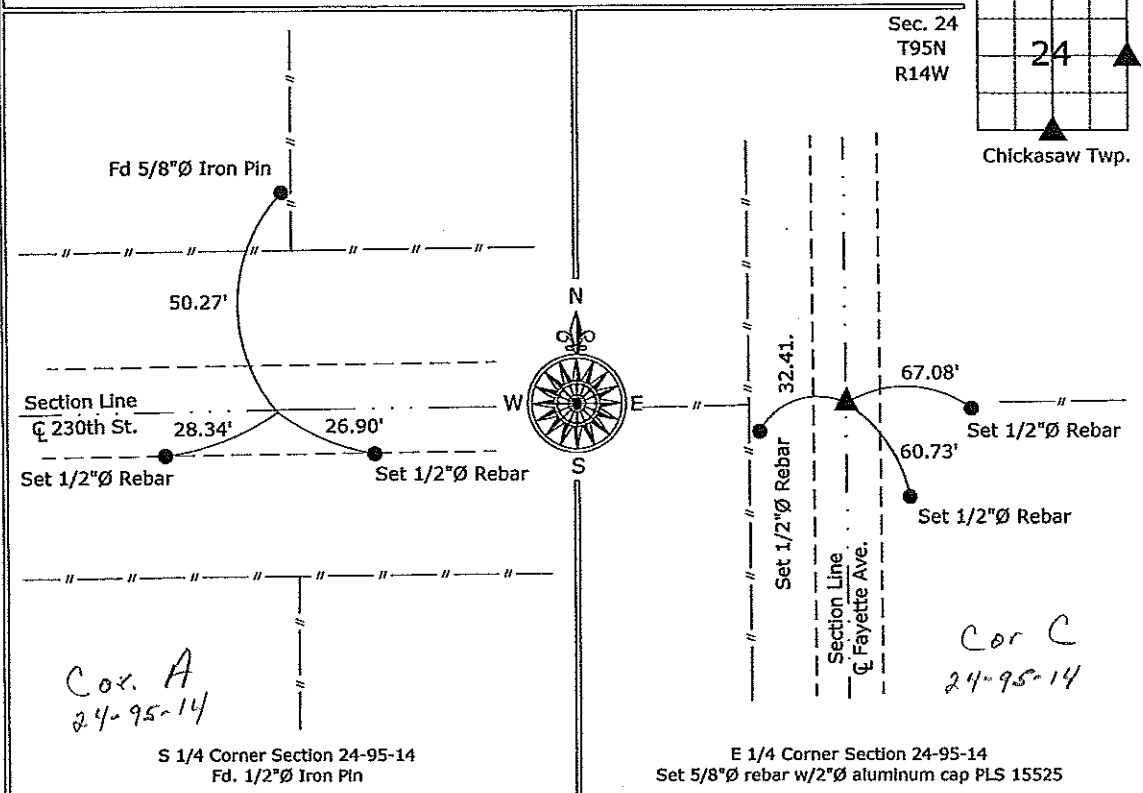 Sec. 24
T95N
R14W
24
Chickasaw Twp.
Fd 5/8"Ø Iron Pin
50.27'
Section Line
℄ 230th St.
28.34'
26.90'
Set 1/2"Ø Rebar
Set 1/2"Ø Rebar
Cor. A
24-95-14
S 1/4 Corner Section 24-95-14
Fd. 1/2"Ø Iron Pin
N
W
E
S
32.41.
67.08'
60.73'
Set 1/2"Ø Rebar
Set 1/2"Ø Rebar
Set 1/2"Ø Rebar
Section Line
℄ Fayette Ave.
Cor C
24-95-14
E 1/4 Corner Section 24-95-14
Set 5/8"Ø rebar w/2"Ø aluminum cap PLS 15525